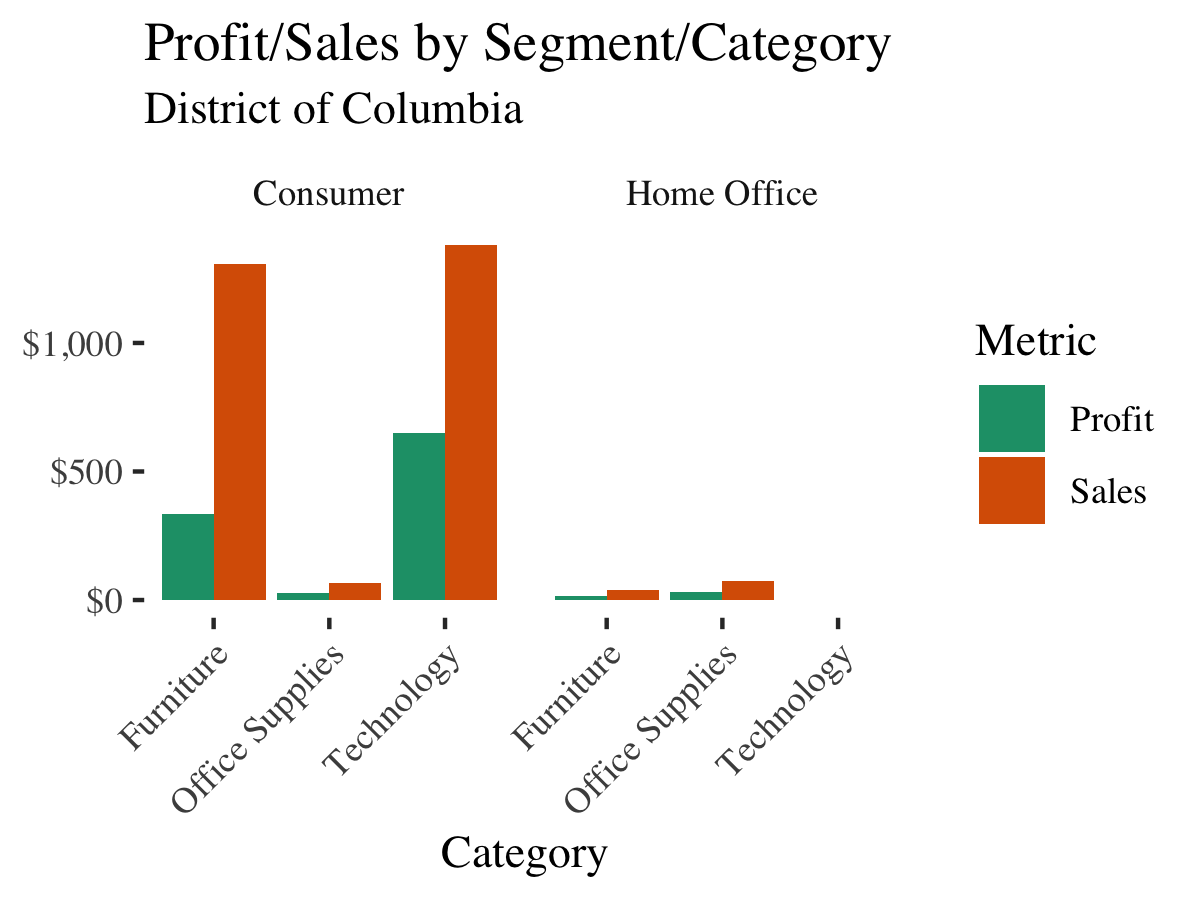 Profit/Sales by Segment/Category
District of Columbia
Consumer
Home Office
$1,000
$500
$0
Furniture
Office Supplies
Technology
Furniture
Office Supplies
Technology
Category
Metric
Profit
Sales